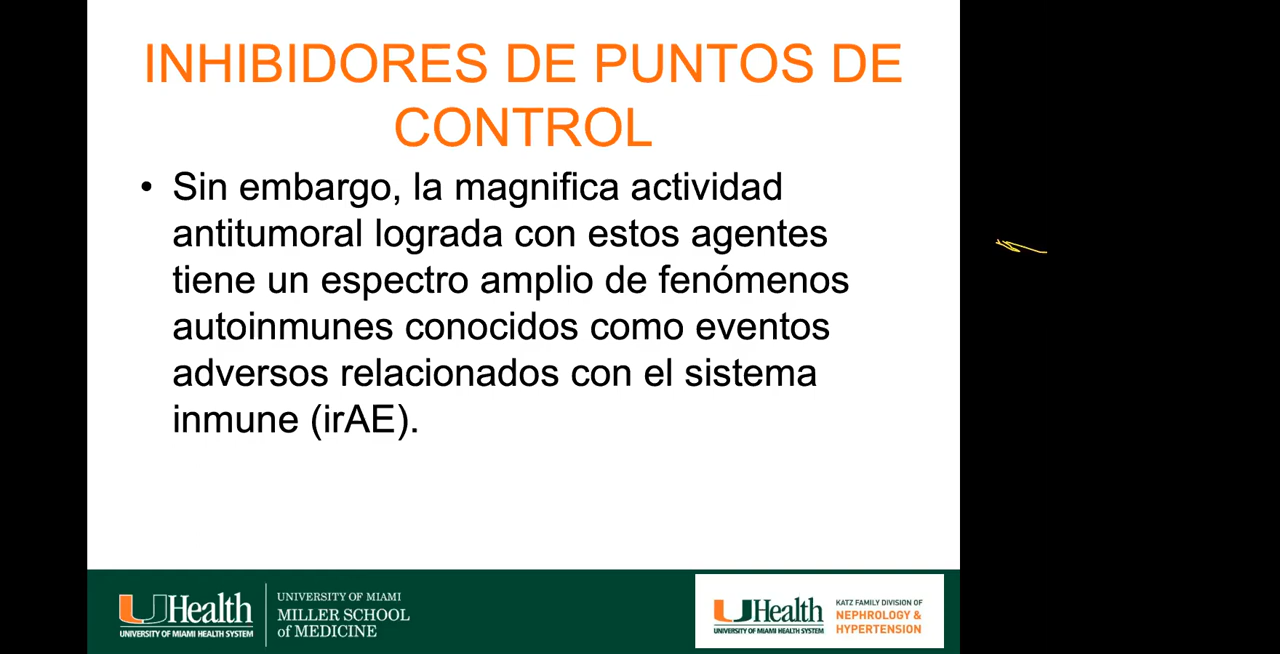 INHIBIDORES DE PUNTOS DE
CONTROL
• Sin embargo, la magnifica actividad
antitumoral lograda con estos agentes
tiene un espectro amplio de fenómenos
autoinmunes conocidos como eventos
adversos relacionados con el sistema
inmune (irAE).
UHealth
UNIVERSITY OF MIAMI HEALTH SYSTEM
UNIVERSITY OF MIAMI
MILLER SCHOOL
of MEDICINE
UHealth
UNIVERSITY OF MIAMI HEALTH SYSTEM
KATZ FAMILY DIVISION OF
NEPHROLOGY &
HYPERTENSION